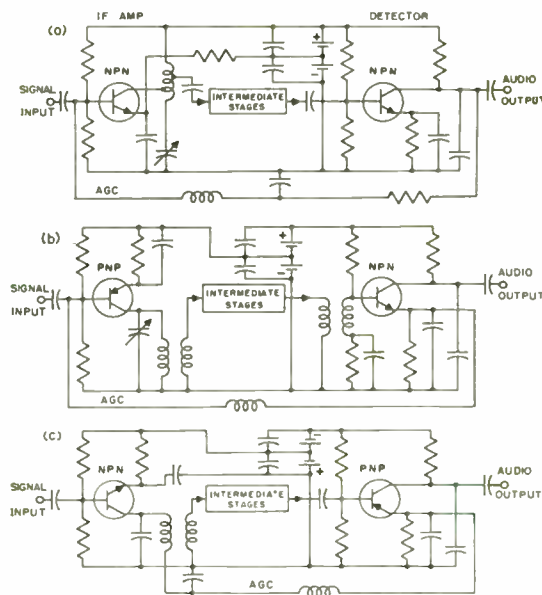 (a)
IF AMP
DETECTOR
NPN
NPN
SIGNAL
INPUT
INTERMEDIATE
STAGES
AUDIO
OUTPUT
AGC
+
-
(b)
PNP
NPN
SIGNAL
INPUT
INTERMEDIATE
STAGES
AUDIO
OUTPUT
AGC
+
-
(c)
NPN
PNP
SIGNAL
INPUT
INTERMEDIATE
STAGES
AUDIO
OUTPUT
AGC
-
+